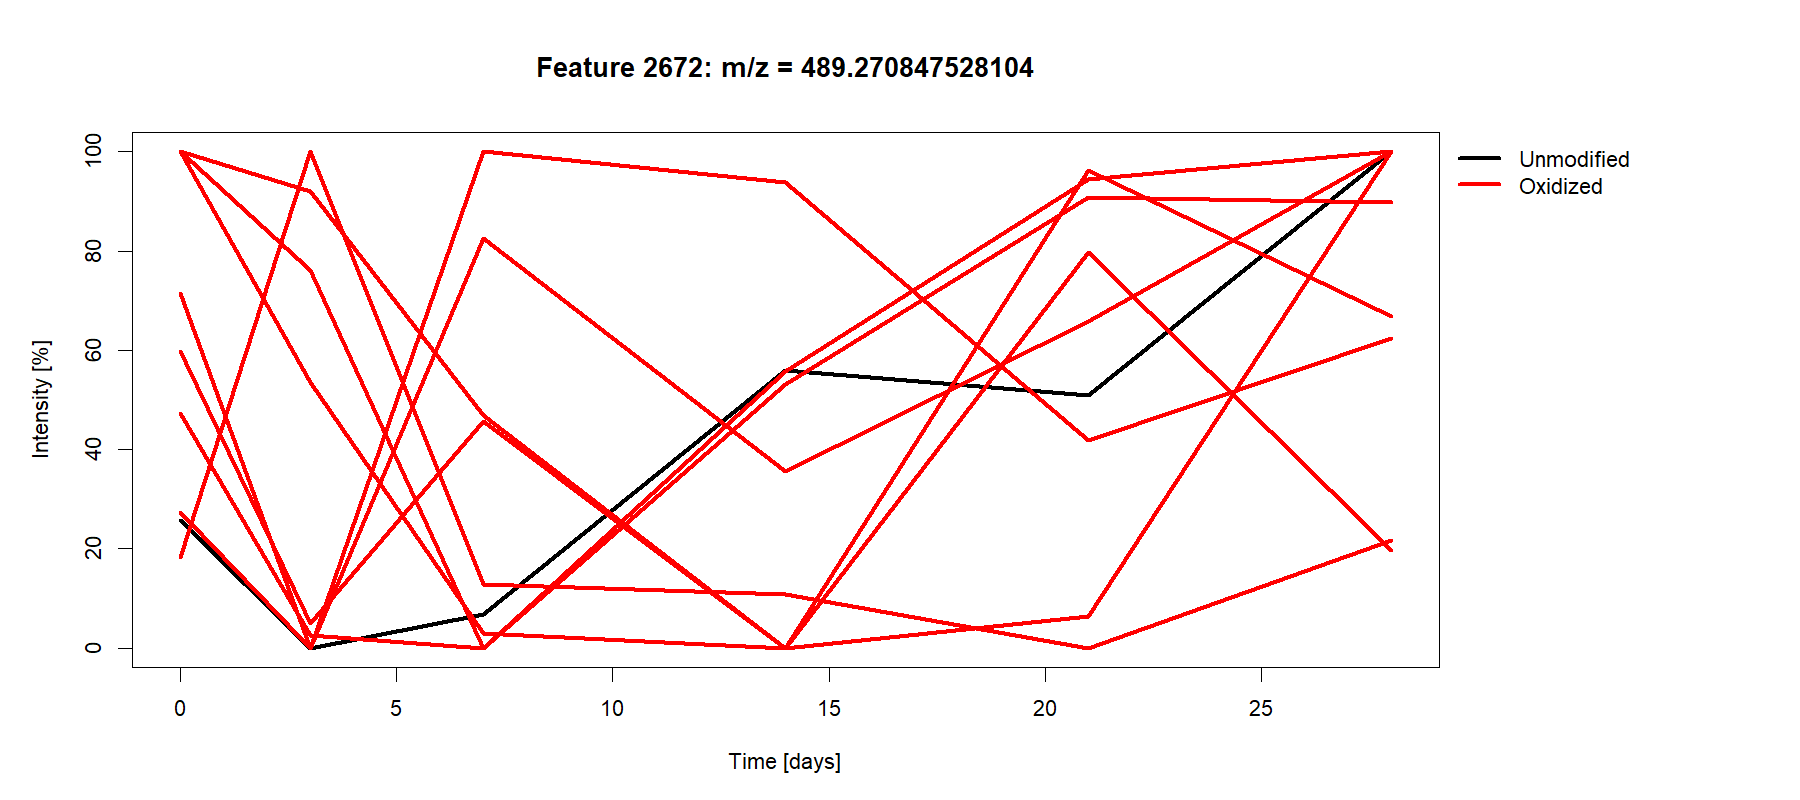 Feature 2672: m/z = 489.270847528104
Unmodified
Oxidized
Intensity [%]
100
80
60
40
20
0
0 5 10 15 20 25
Time [days]